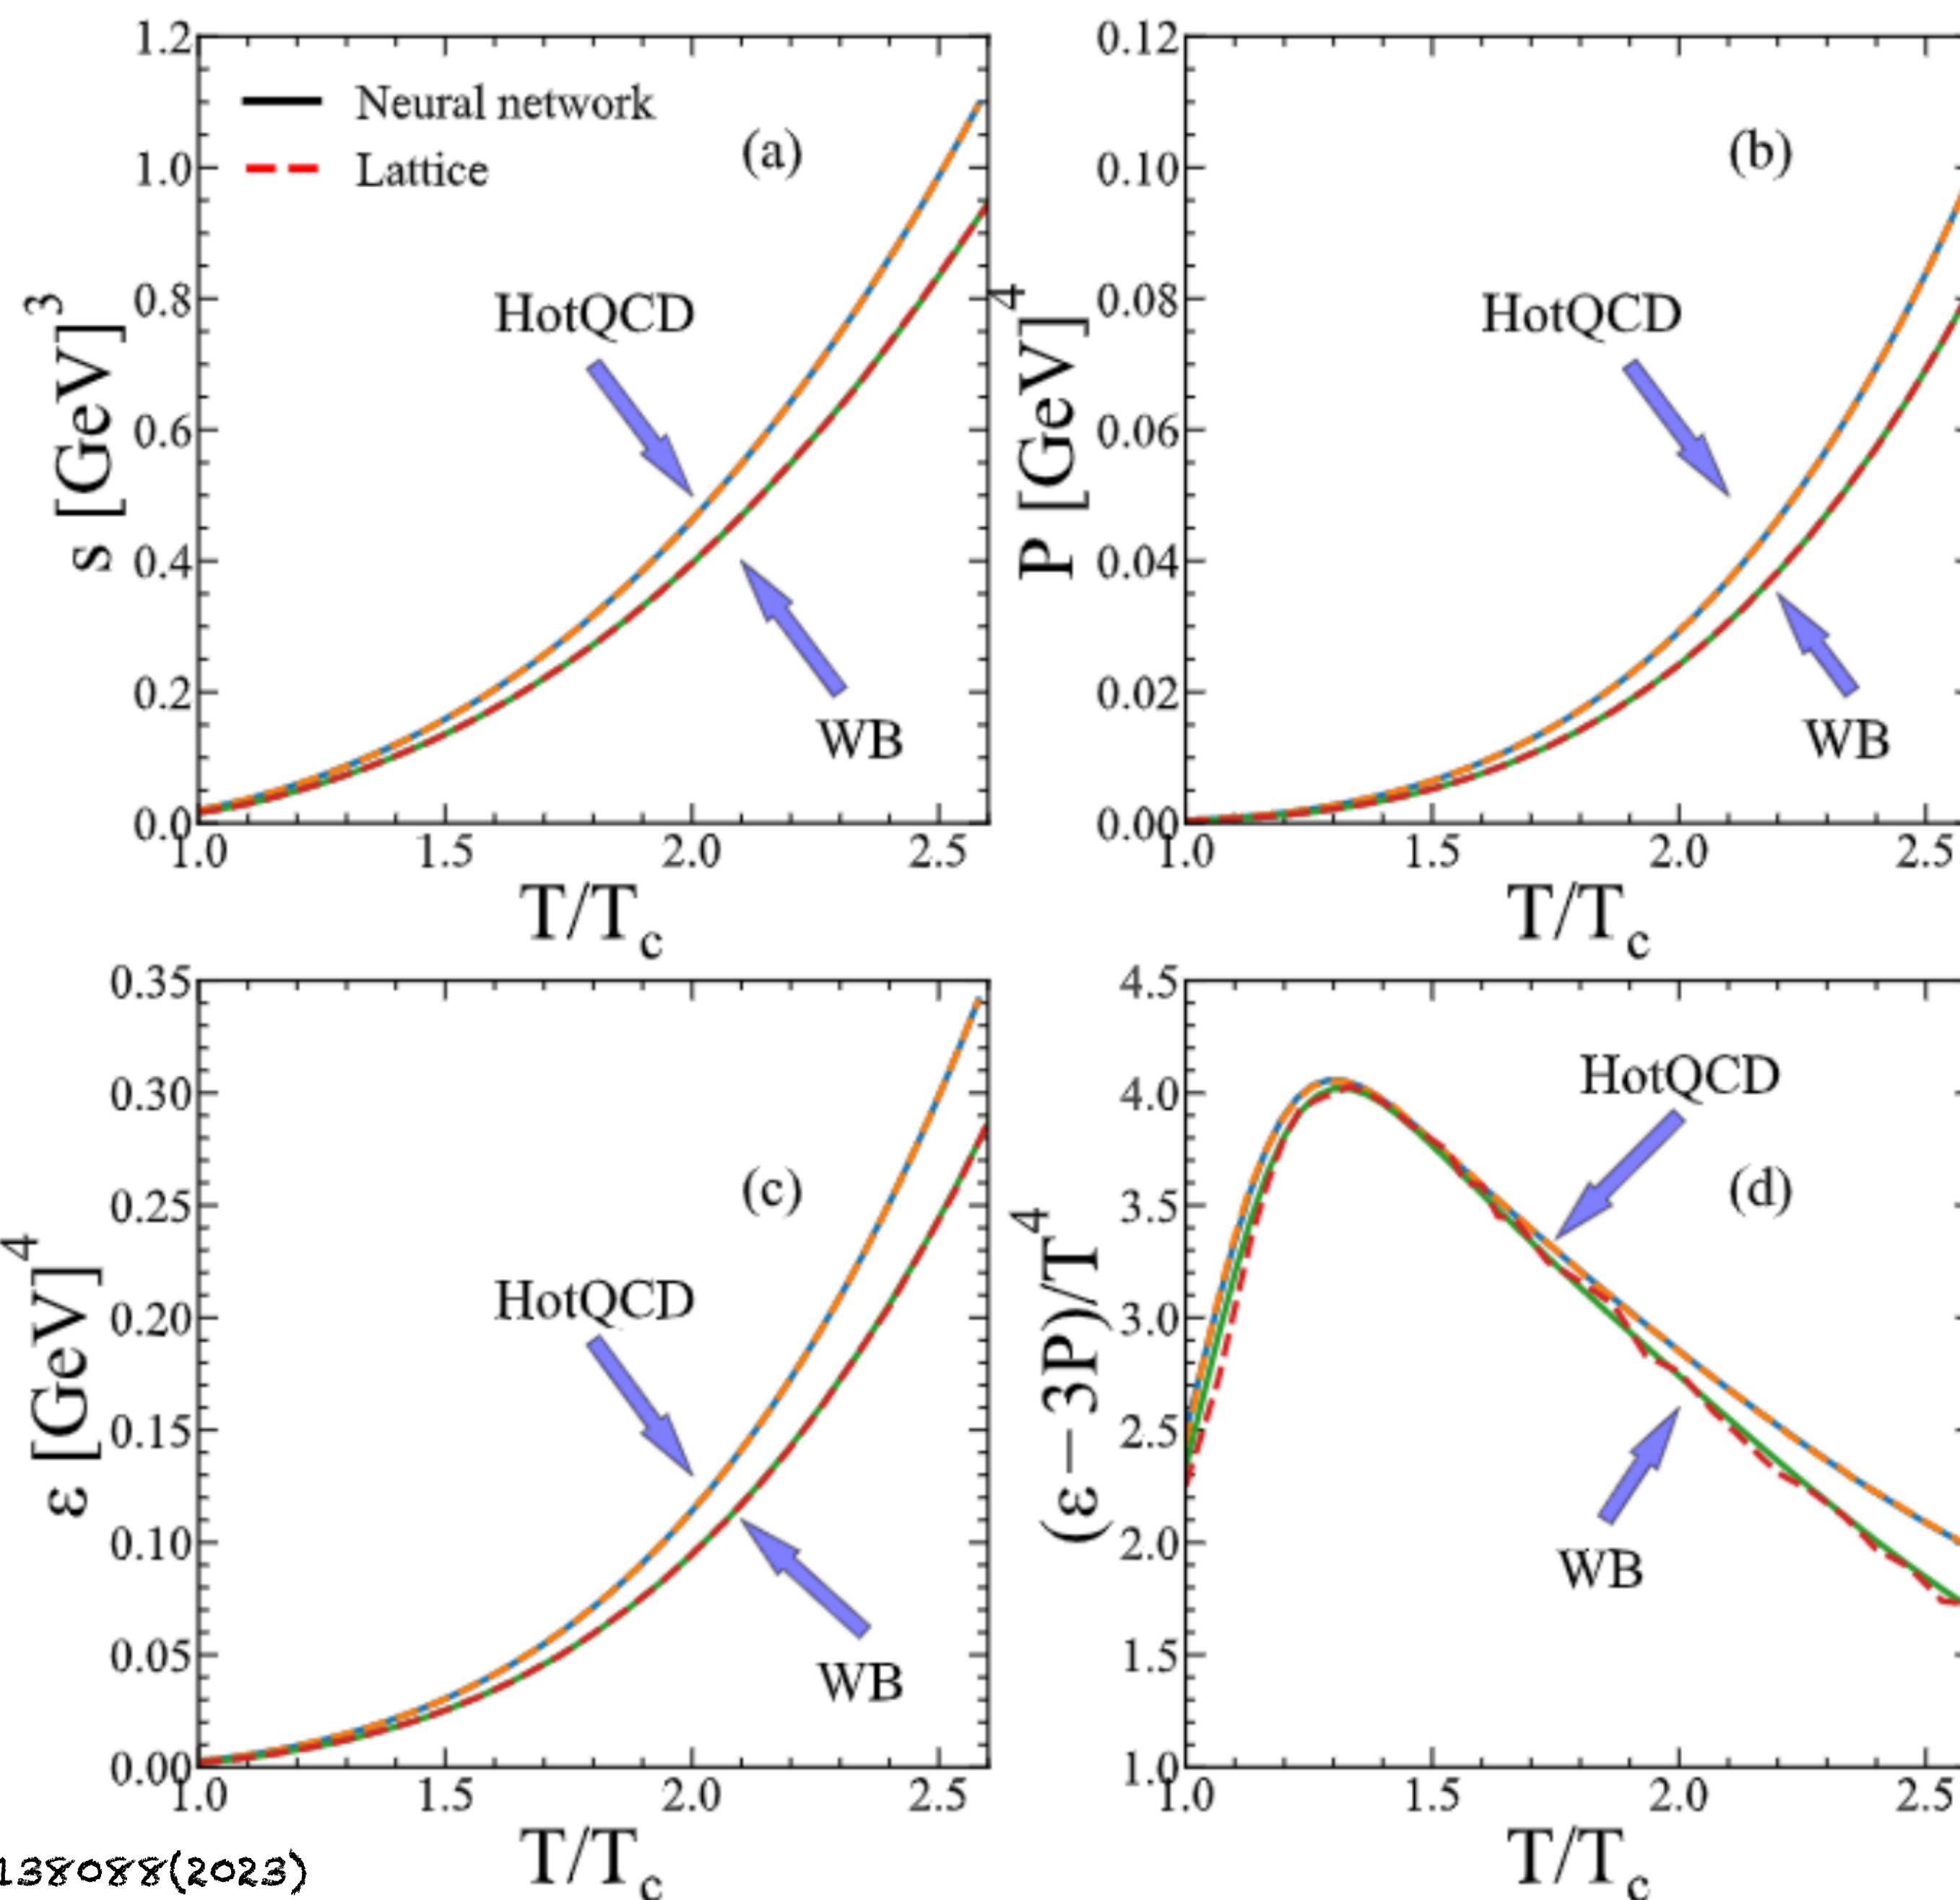 1.2
1.0
0.8
0.6
0.4
0.2
0.0
s [GeV]³
Neural network
Lattice
(a)
HotQCD
WB
1.0 1.5 2.0 2.5
T/Tc
0.12
0.10
0.08
0.06
0.04
0.02
0.00
P [GeV]⁴
(b)
HotQCD
WB
1.0 1.5 2.0 2.5
T/Tc
0.35
0.30
0.25
0.20
0.15
0.10
0.05
0.00
ε [GeV]⁴
(c)
HotQCD
WB
1.0 1.5 2.0 2.5
T/Tc
4.5
4.0
3.5
3.0
2.5
2.0
1.5
1.0
(ε−3P)/T⁴
HotQCD
(d)
WB
1.0 1.5 2.0 2.5
T/Tc
138088(2023)